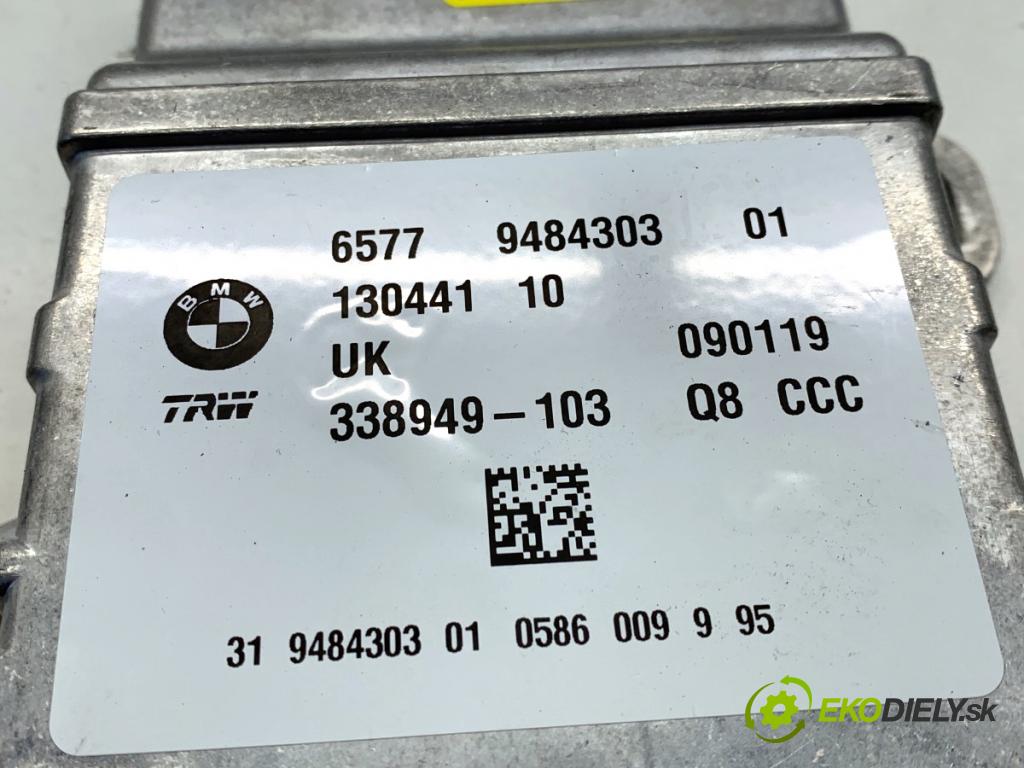 6577 9484303 01
BMW
130441 10
UK 090119
TRW
338949-103 Q8 CCC
31 9484303 01 0586 009 9 95
EKODIELY.sk